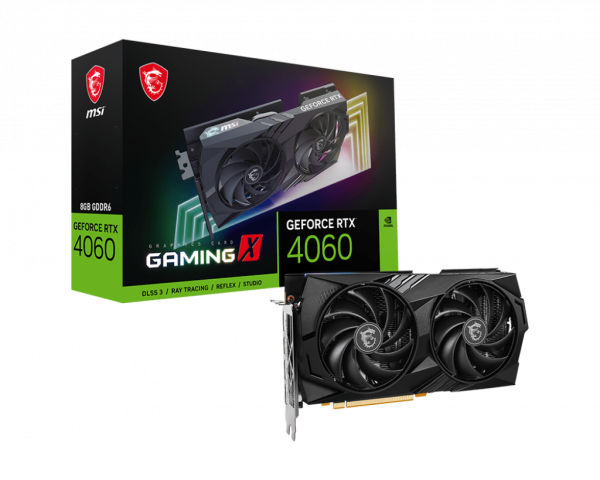 msi
8GB GDDR6
GEFORCE RTX
4060
msi
GEFORCE RTX
GRAPHICS CARD
GAMING X
DLSS 3 / RAY TRACING / REFLEX / STUDIO
GEFORCE RTX
4060